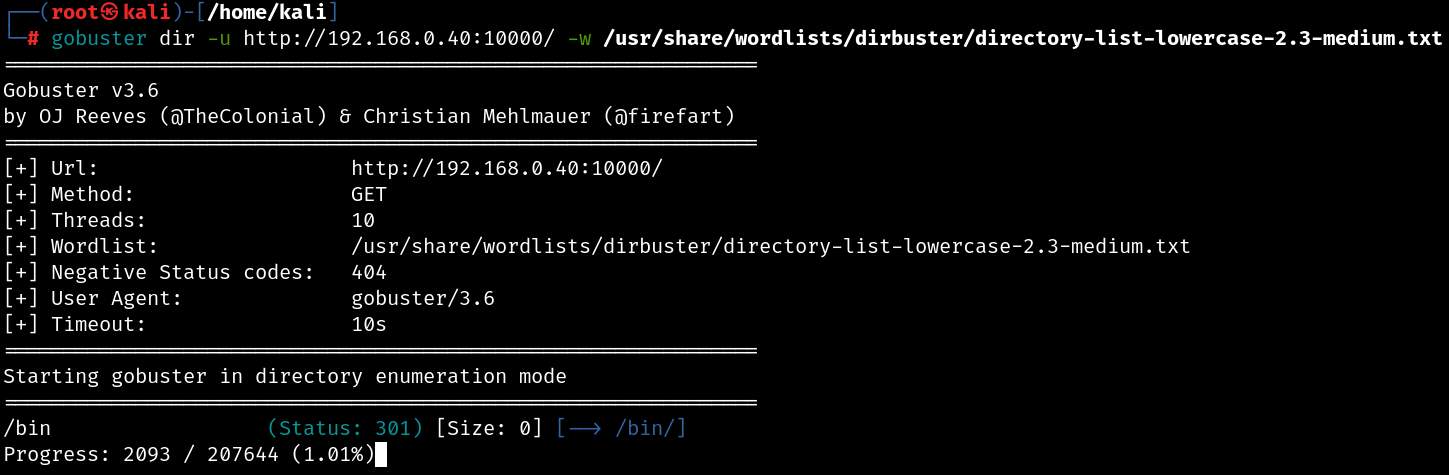 ┌──(root㉿kali)-[/home/kali]
└─# gobuster dir -u http://192.168.0.40:10000/ -w /usr/share/wordlists/dirbuster/directory-list-lowercase-2.3-medium.txt
===============================================================
Gobuster v3.6
by OJ Reeves (@TheColonial) & Christian Mehlmauer (@firefart)
===============================================================
[+] Url:                     http://192.168.0.40:10000/
[+] Method:                  GET
[+] Threads:                 10
[+] Wordlist:                /usr/share/wordlists/dirbuster/directory-list-lowercase-2.3-medium.txt
[+] Negative Status codes:   404
[+] User Agent:              gobuster/3.6
[+] Timeout:                 10s
===============================================================
Starting gobuster in directory enumeration mode
===============================================================
/bin                  (Status: 301) [Size: 0] [--> /bin/]
Progress: 2093 / 207644 (1.01%)